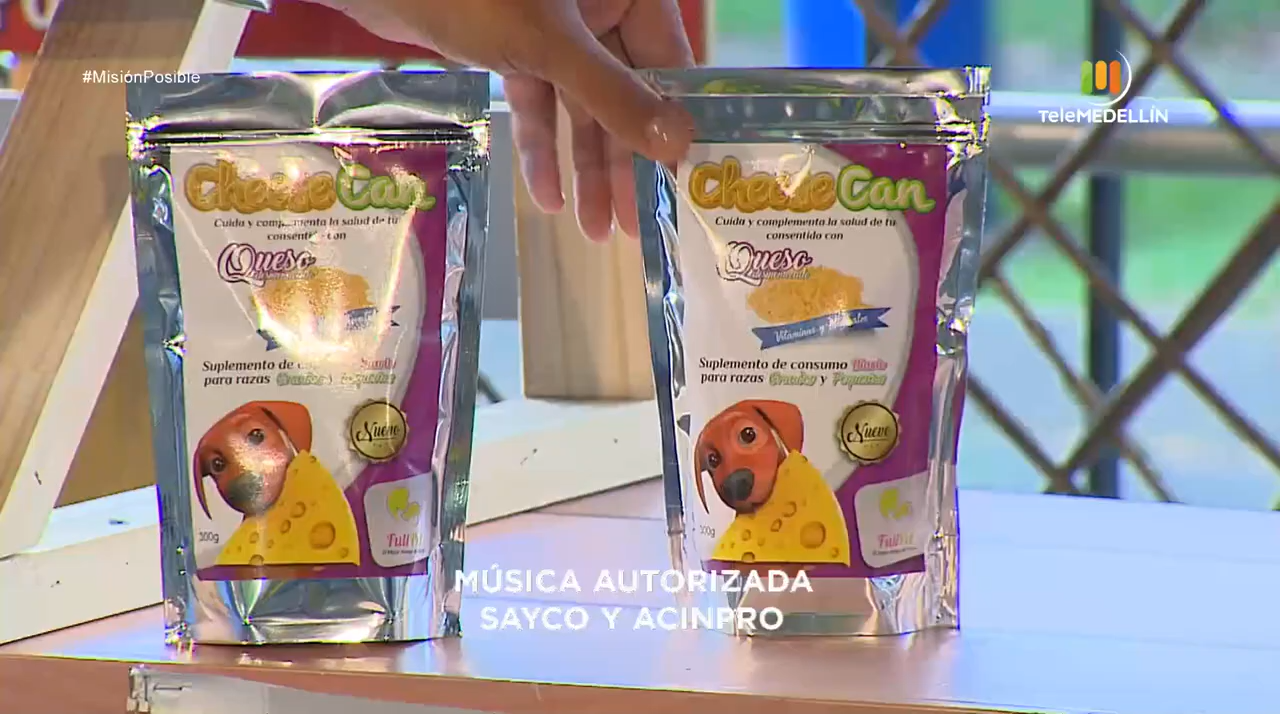 #MisiónPosible
TeleMEDELLÍN
CheeseCan
Cuida y complementa la salud de tu
consentido con
Queso
Suplemento de
para razas Grandes y Pequeñas
Nuevo
300g
CheeseCan
Cuida y complementa la salud de tu
consentido con
Queso
deshidratado
Vitaminas y Minerales
Suplemento de consumo Diario
para razas Grandes y Pequeñas
Nuevo
300g
MÚSICA AUTORIZADA
SAYCO Y ACINPRO